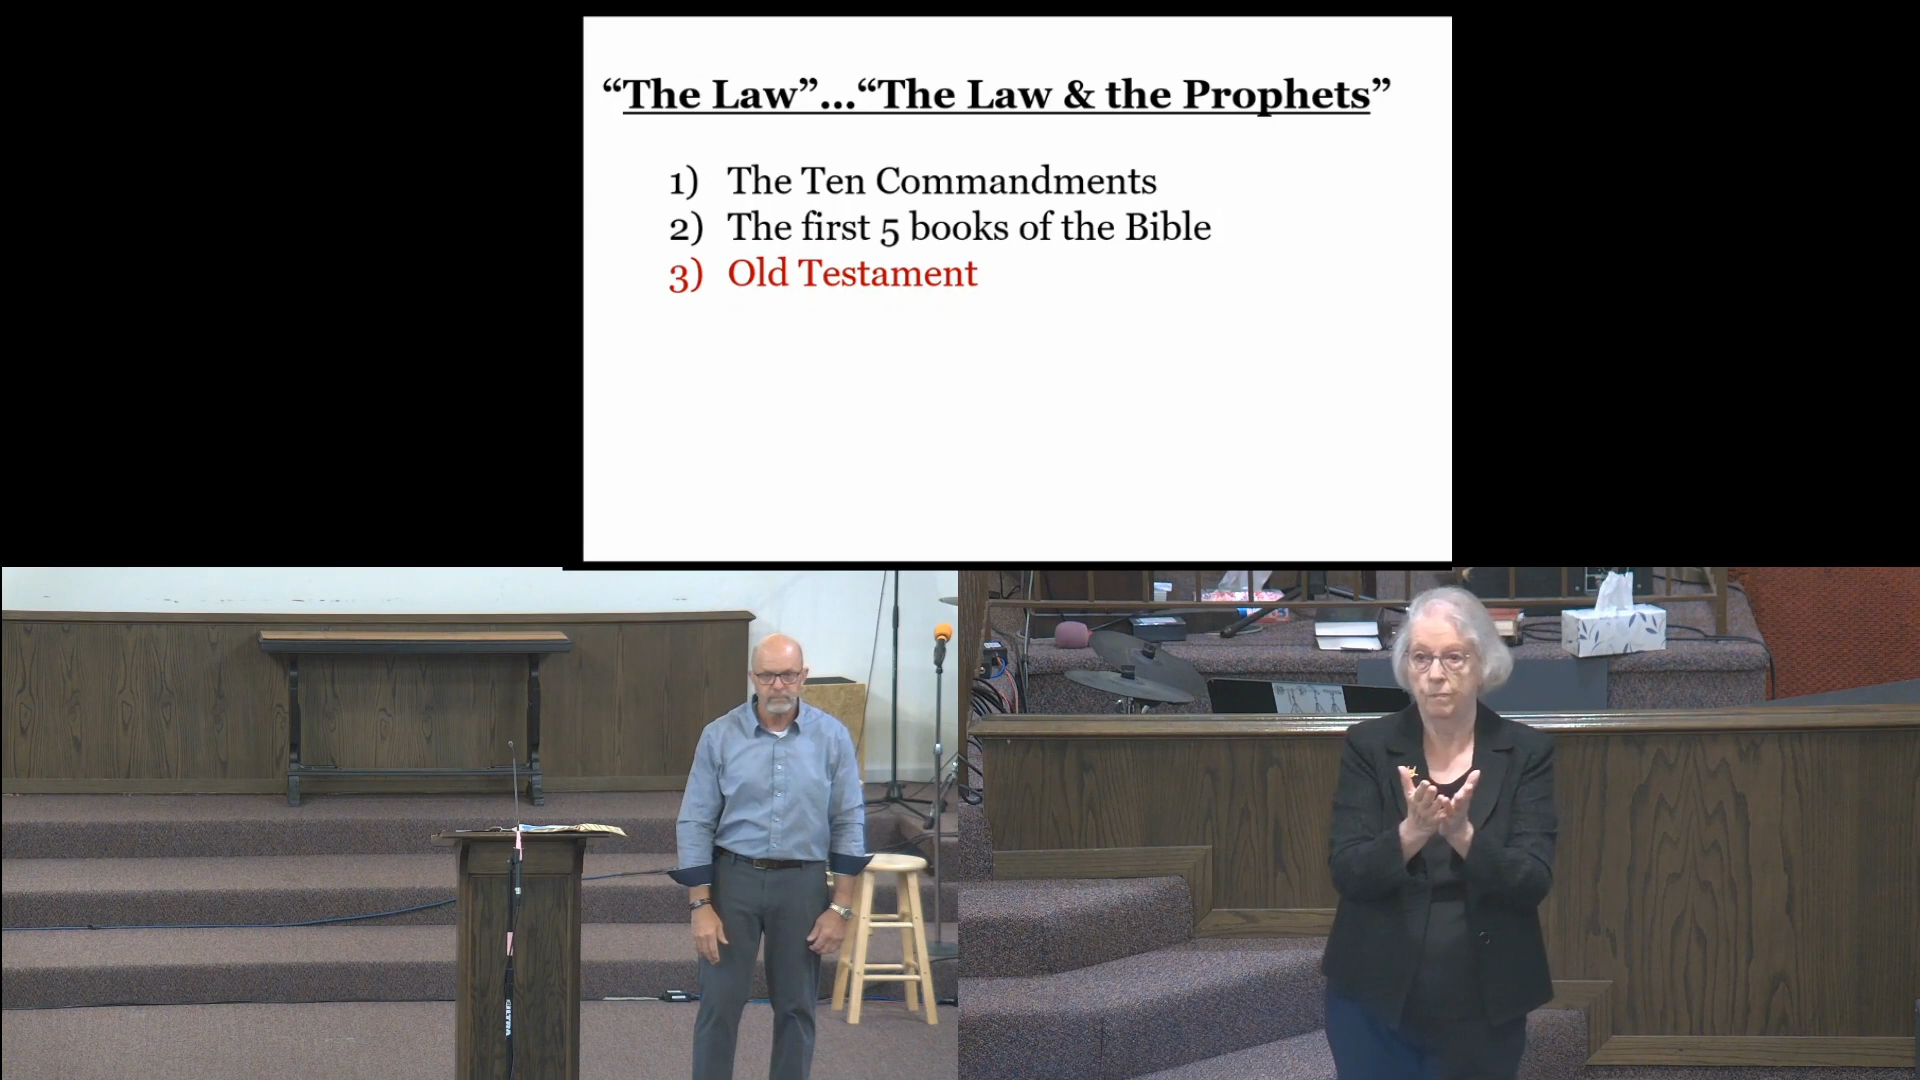 “The Law”...“The Law & the Prophets”
1) The Ten Commandments
2) The first 5 books of the Bible
3) Old Testament
ULTRA